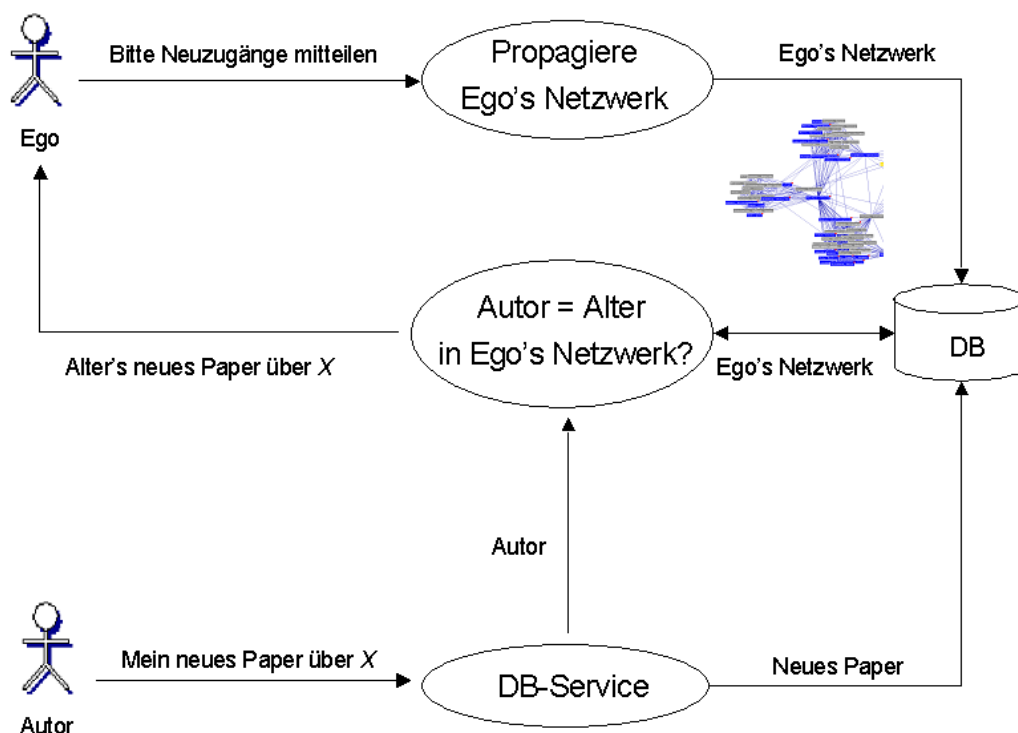 Bitte Neuzugänge mitteilen
Propagiere
Ego's Netzwerk
Ego's Netzwerk
Ego
Autor = Alter
in Ego's Netzwerk?
DB
Alter's neues Paper über X
Ego's Netzwerk
Autor
Mein neues Paper über X
DB-Service
Neues Paper
Autor